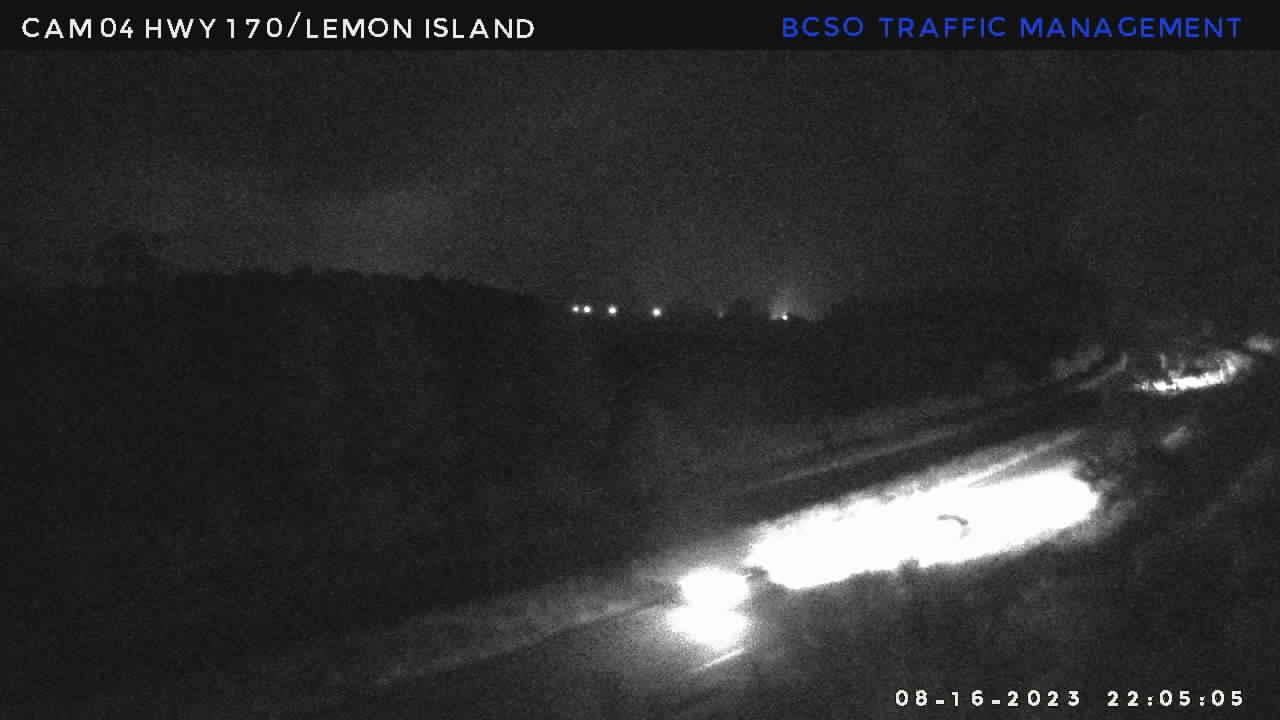 CAM 04 HWY 170/LEMON ISLAND
BCSO TRAFFIC MANAGEMENT
08-16-2023 22:05:05